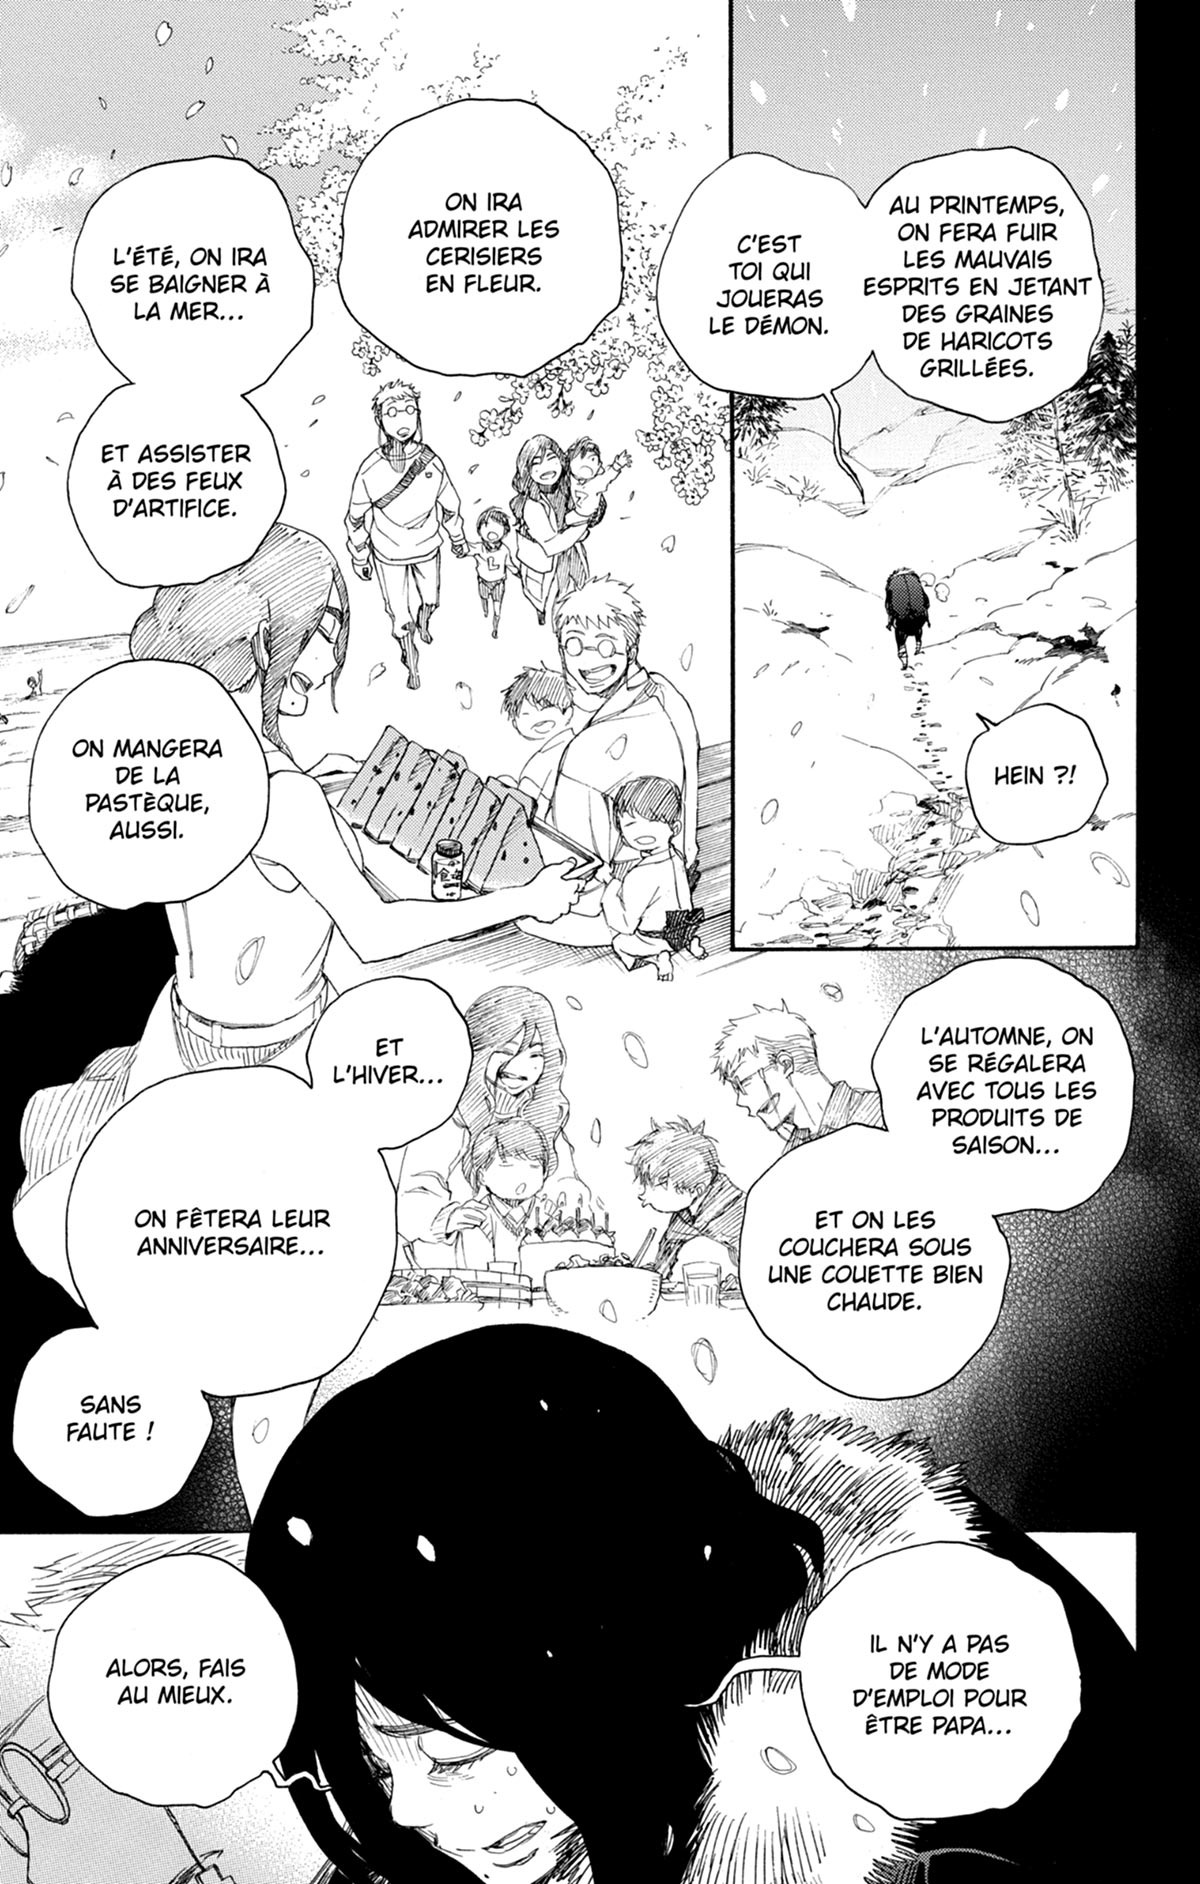 AU PRINTEMPS,
ON FERA FUIR
LES MAUVAIS
ESPRITS EN JETANT
DES GRAINES
DE HARICOTS
GRILLÉES.
C'EST
TOI QUI
JOUERAS
LE DÉMON.
HEIN ?!
ON IRA
ADMIRER LES
CERISIERS
EN FLEUR.
L'ÉTÉ, ON IRA
SE BAIGNER À
LA MER...
ET ASSISTER
À DES FEUX
D'ARTIFICE.
ON MANGERA
DE LA
PASTÈQUE,
AUSSI.
L'AUTOMNE, ON
SE RÉGALERA
AVEC TOUS LES
PRODUITS DE
SAISON...
ET ON LES
COUCHERA SOUS
UNE COUETTE BIEN
CHAUDE.
ET
L'HIVER...
ON FÊTERA LEUR
ANNIVERSAIRE...
SANS
FAUTE !
IL N'Y A PAS
DE MODE
D'EMPLOI POUR
ÊTRE PAPA...
ALORS, FAIS
AU MIEUX.